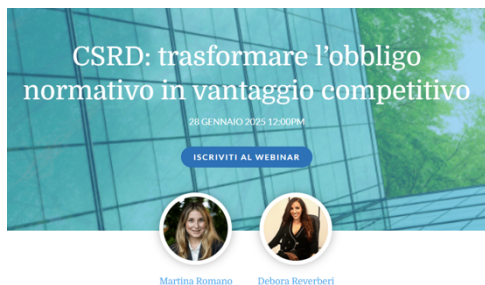 CSRD: trasformare l'obbligo
normativo in vantaggio competitivo
28 GENNAIO 2025 12:00PM
ISCRIVITI AL WEBINAR
Martina Romano
Debora Reverberi